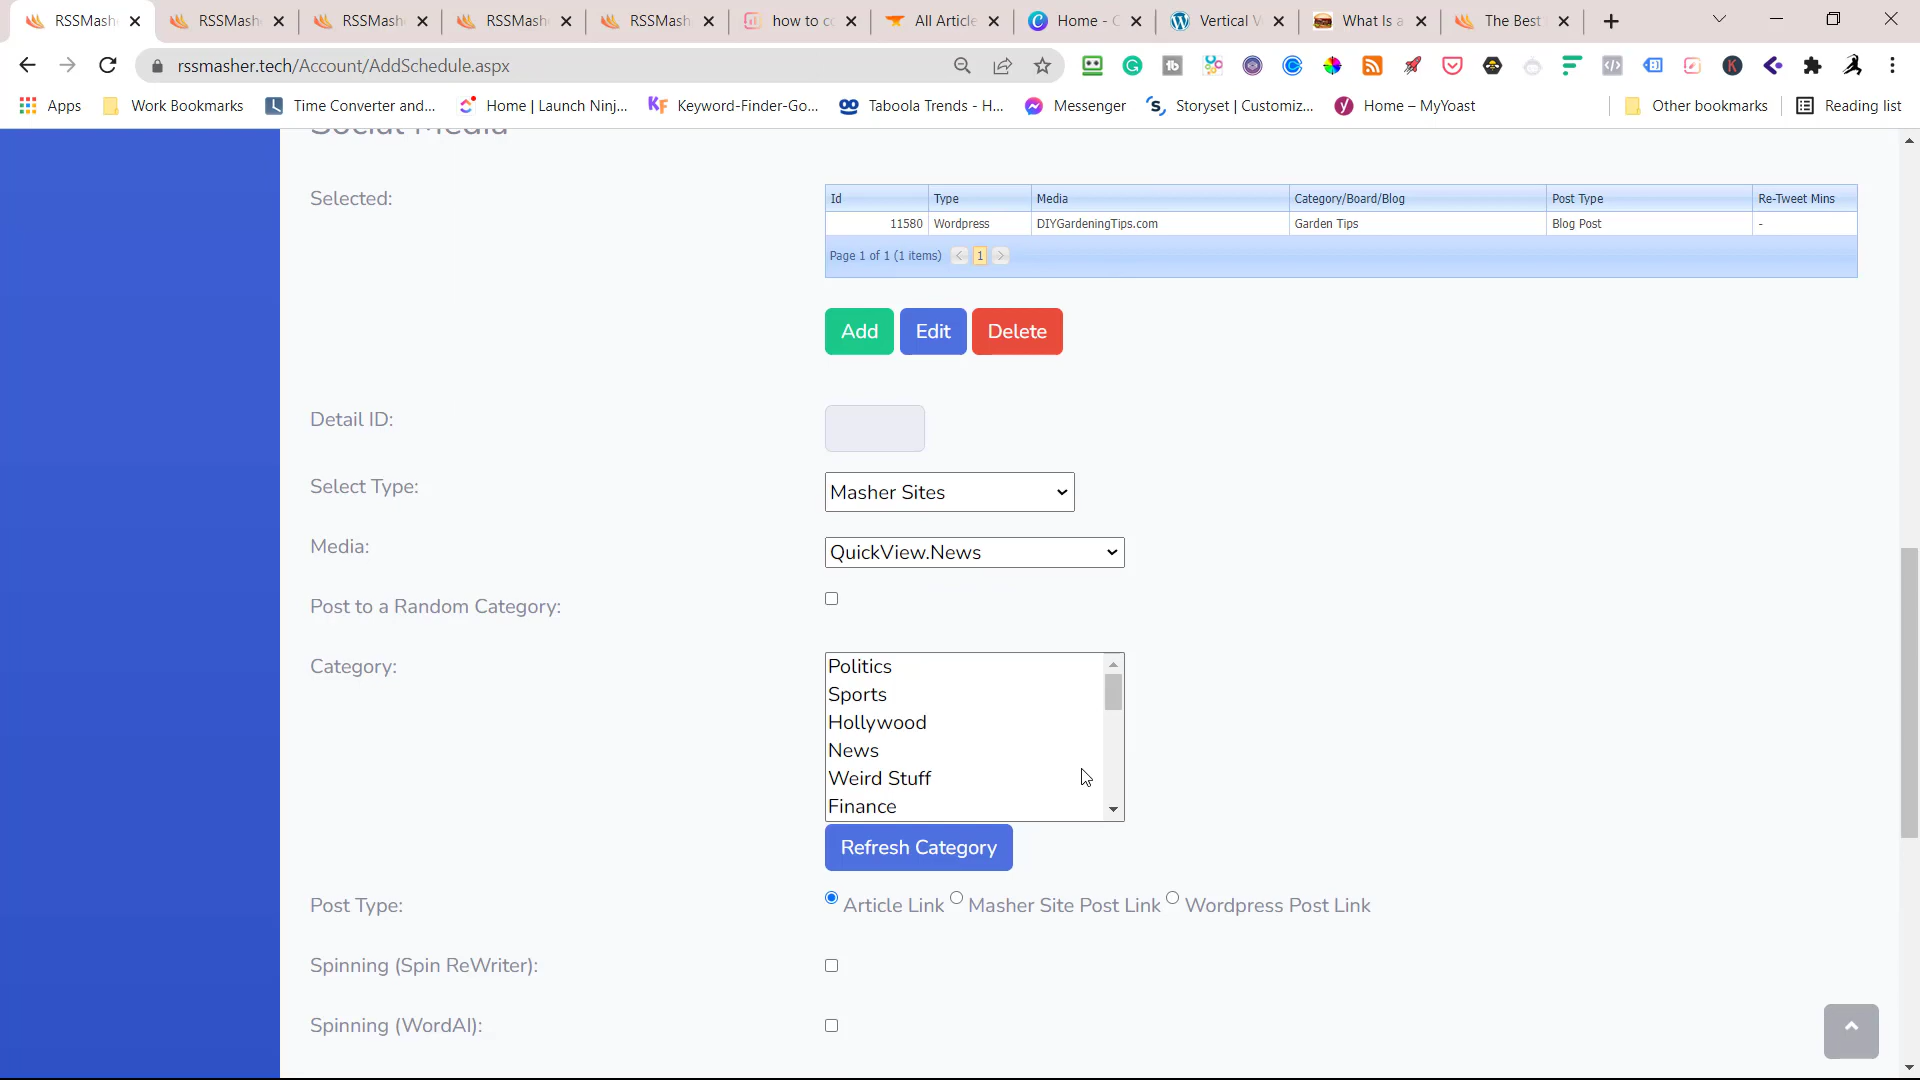 RSSMash
RSSMash
RSSMash
RSSMash
RSSMash
how to co
All Article
Home - C
Vertical V
What Is a
The Best
rssmasher.tech/Account/AddSchedule.aspx
Apps
Work Bookmarks
Time Converter and...
Home | Launch Ninj...
Keyword-Finder-Go...
Taboola Trends - H...
Messenger
Storyset | Customiz...
Home – MyYoast
Other bookmarks
Reading list
Social Media
Selected:
Id Type Media Category/Board/Blog Post Type Re-Tweet Mins
11580 Wordpress DIYGardeningTips.com Garden Tips Blog Post -
Page 1 of 1 (1 items) < 1 >
Add Edit Delete
Detail ID:
Select Type: Masher Sites
Media: QuickView.News
Post to a Random Category:
Category: Politics
Sports
Hollywood
News
Weird Stuff
Finance
Refresh Category
Post Type: Article Link Masher Site Post Link Wordpress Post Link
Spinning (Spin ReWriter):
Spinning (WordAI):